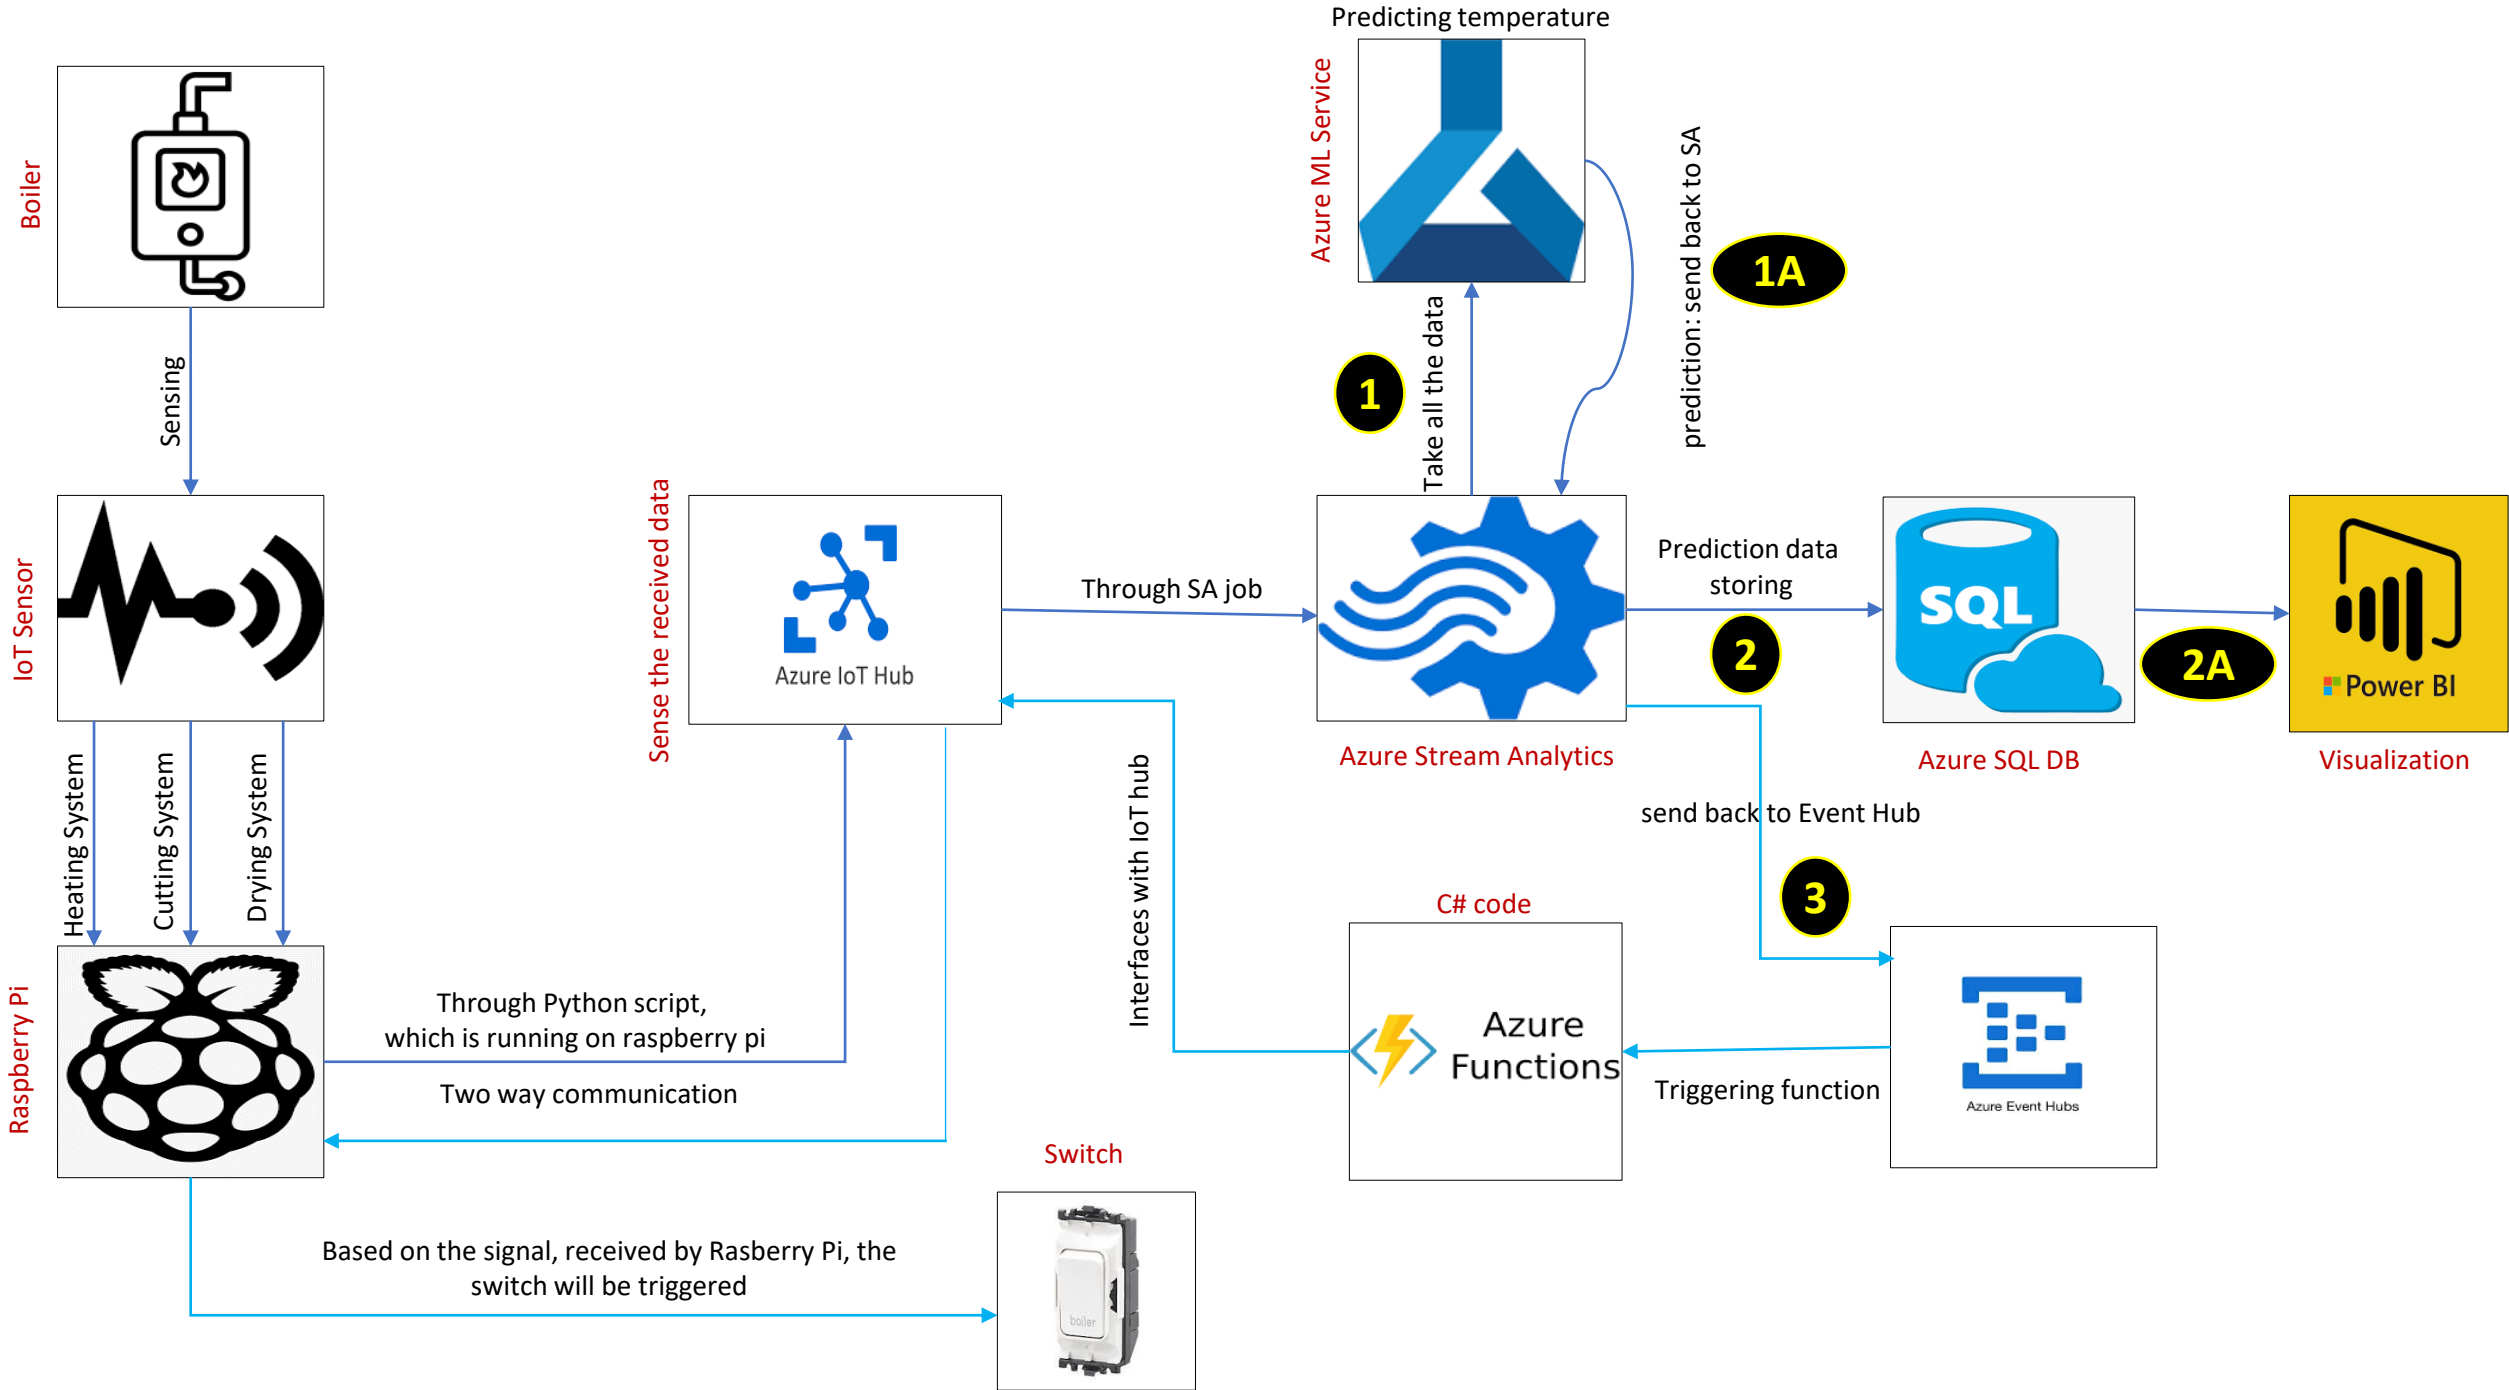 Predicting temperature
Azure ML Service
Boiler
prediction: send back to SA
1A
Take all the data
1
Sensing
IoT Sensor
Sense the received data
Azure IoT Hub
Through SA job
Azure Stream Analytics
Prediction data
storing
2
SQL
Azure SQL DB
2A
Power BI
Visualization
Heating System
Cutting System
Drying System
Interfaces with IoT hub
send back to Event Hub
3
C# code
Azure
Functions
Triggering function
Azure Event Hubs
Raspberry Pi
Through Python script,
which is running on raspberry pi
Two way communication
Switch
Based on the signal, received by Rasberry Pi, the
switch will be triggered
boiler